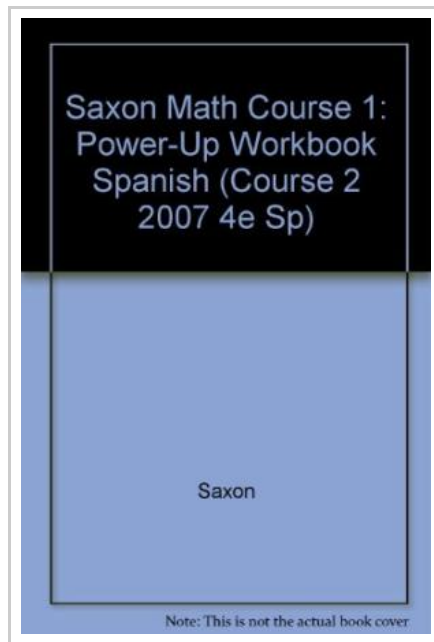 Saxon Math Course 1:
Power-Up Workbook
Spanish (Course 2
2007 4e Sp)
Saxon
Note: This is not the actual book cover